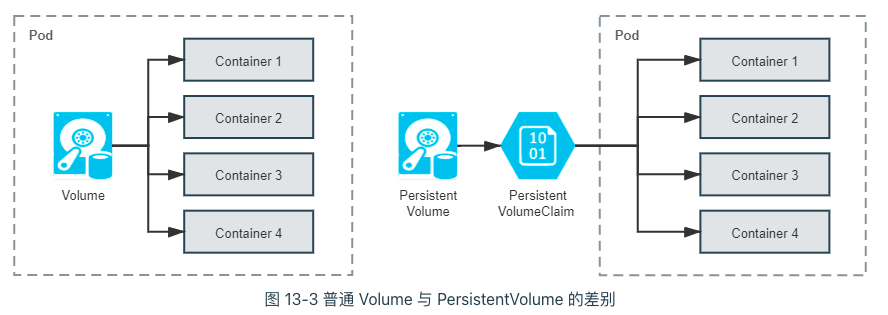 Pod
Container 1
Container 2
Container 3
Container 4
Volume
Persistent
Volume
10
01
Persistent
VolumeClaim
Pod
Container 1
Container 2
Container 3
Container 4
图 13-3 普通 Volume 与 PersistentVolume 的差别